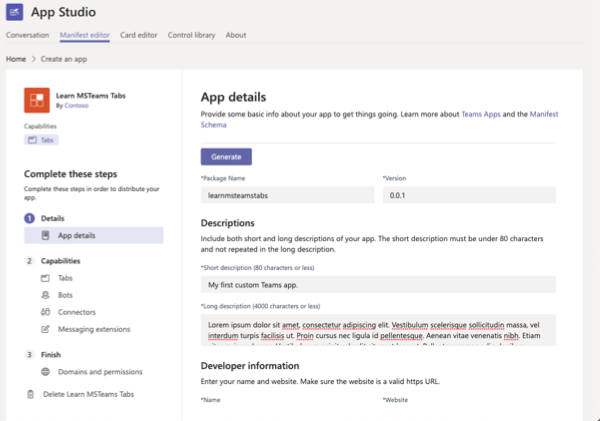 App Studio
Conversation Manifest editor Card editor Control library About
Home > Create an app
Learn MSTeams Tabs
By Contoso
Capabilities
Tabs
Complete these steps
Complete these steps in order to distribute your
app.
1 Details
App details
2 Capabilities
Tabs
Bots
Connectors
Messaging extensions
3 Finish
Domains and permissions
Delete Learn MSTeams Tabs
App details
Provide some basic info about your app to get things going. Learn more about Teams Apps and the Manifest
Schema
Generate
*Package Name *Version
learnmsteamstabs 0.0.1
Descriptions
Include both short and long descriptions of your app. The short description must be under 80 characters
and not repeated in the long description.
*Short description (80 characters or less)
My first custom Teams app.
*Long description (4000 characters or less)
Lorem ipsum dolor sit amet, consectetur adipiscing elit. Vestibulum scelerisque sollicitudin massa, vel
interdum turpis facilisis ut. Proin cursus nec ligula id pellentesque. Aenean vitae venenatis nibh. Etiam
Developer information
Enter your name and website. Make sure the website is a valid https URL.
*Name *Website